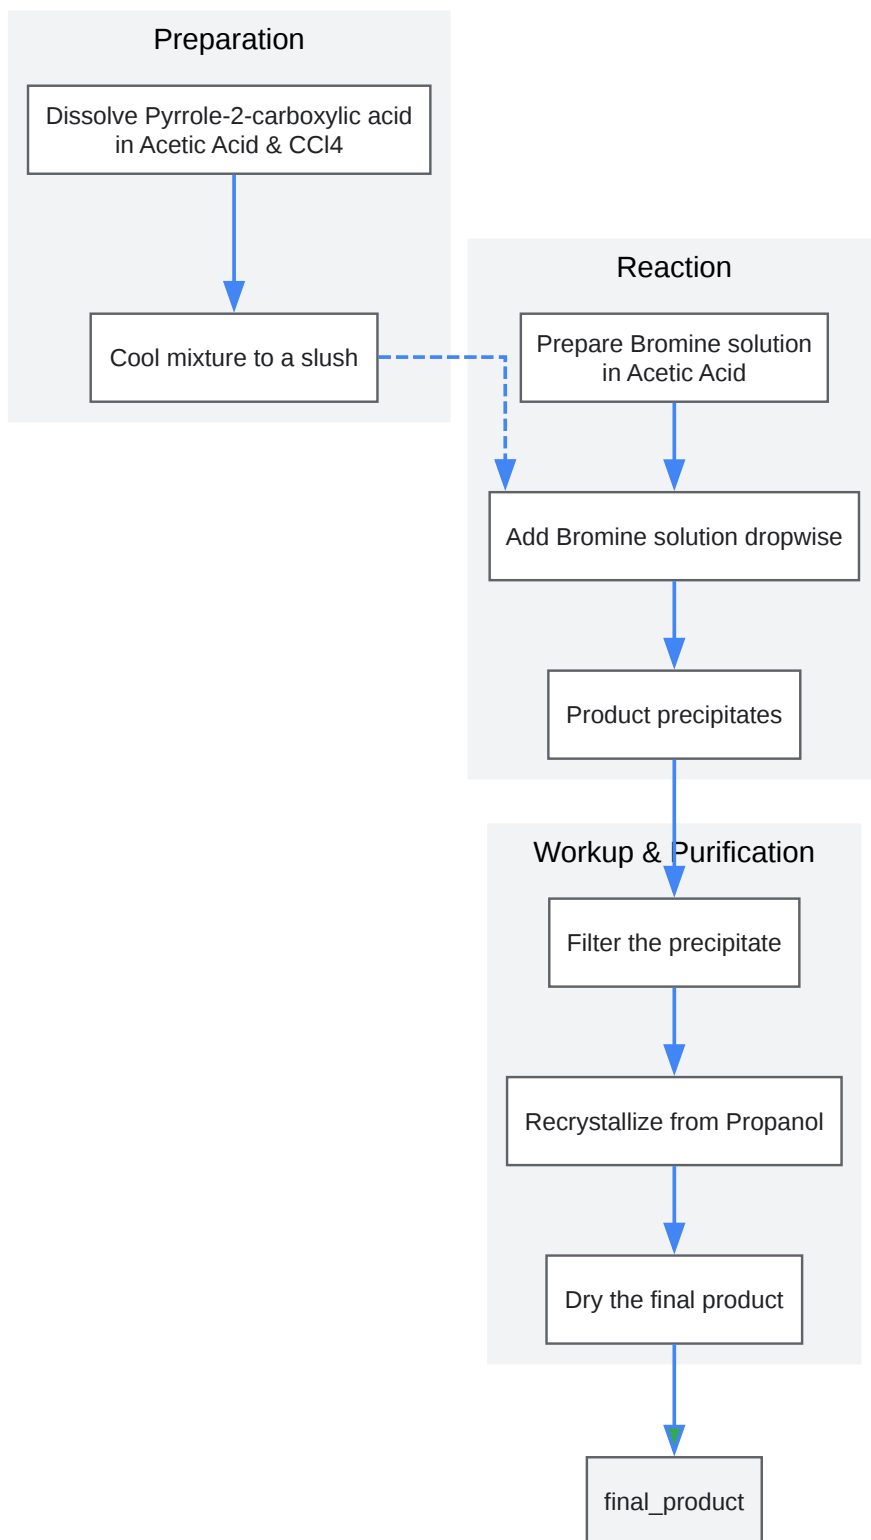 Preparation
Dissolve Pyrrole-2-carboxylic acid
in Acetic Acid & CCl4
Cool mixture to a slush
Reaction
Prepare Bromine solution
in Acetic Acid
Add Bromine solution dropwise
Product precipitates
Workup & Purification
Filter the precipitate
Recrystallize from Propanol
Dry the final product
final_product